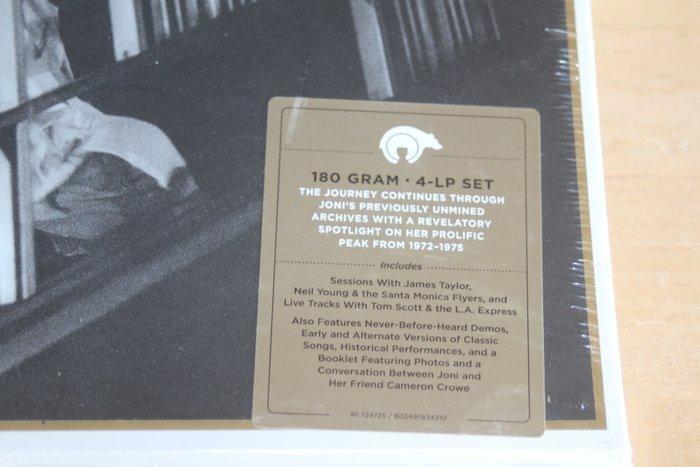 180 GRAM · 4-LP SET
THE JOURNEY CONTINUES THROUGH
JONI'S PREVIOUSLY UNMINED
ARCHIVES WITH A REVELATORY
SPOTLIGHT ON HER PROLIFIC
PEAK FROM 1972-1975
Includes
Sessions With James Taylor,
Neil Young & the Santa Monica Flyers, and
Live Tracks With Tom Scott & the L.A. Express
Also Features Never-Before-Heard Demos,
Early and Alternate Versions of Classic
Songs, Historical Performances, and a
Booklet Featuring Photos and a
Conversation Between Joni and
Her Friend Cameron Crowe
R1 724725 / 603497834310